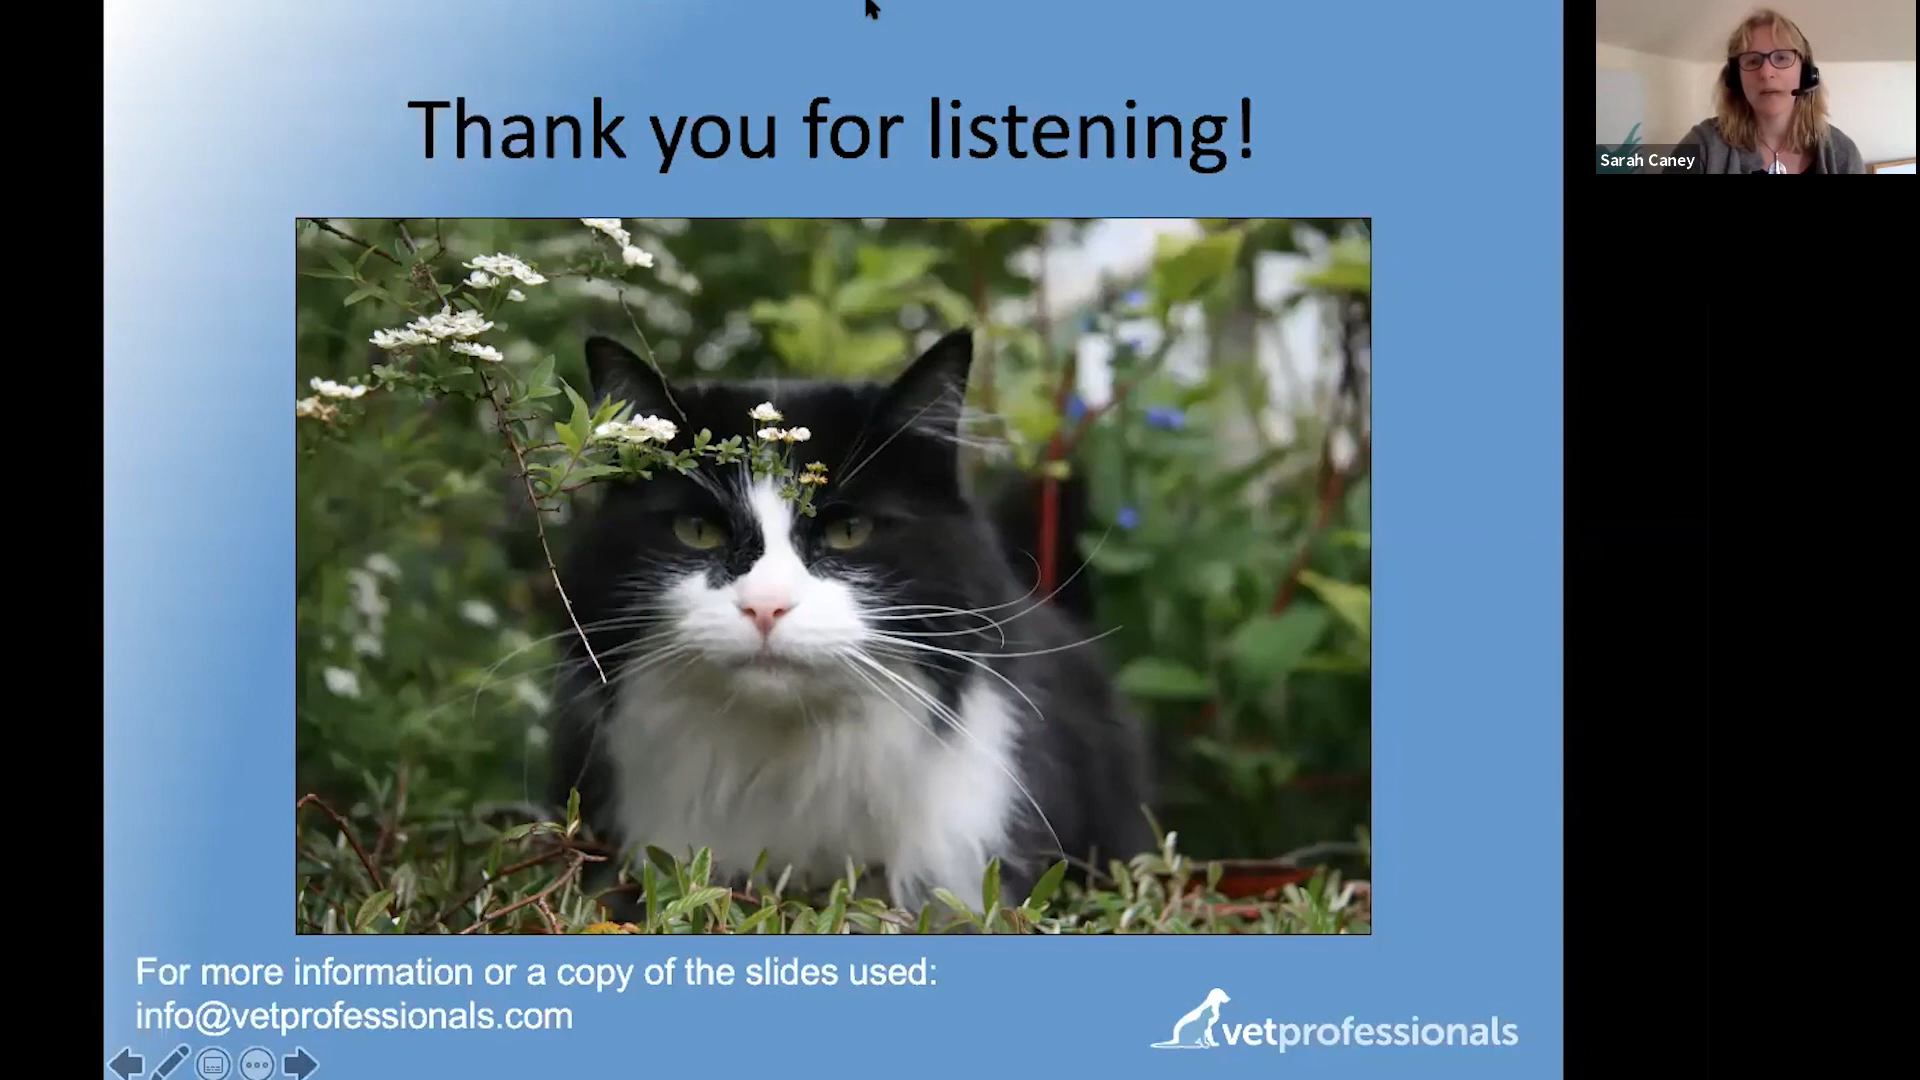 Thank you for listening!
Sarah Caney
For more information or a copy of the slides used:
info@vetprofessionals.com
vetprofessionals